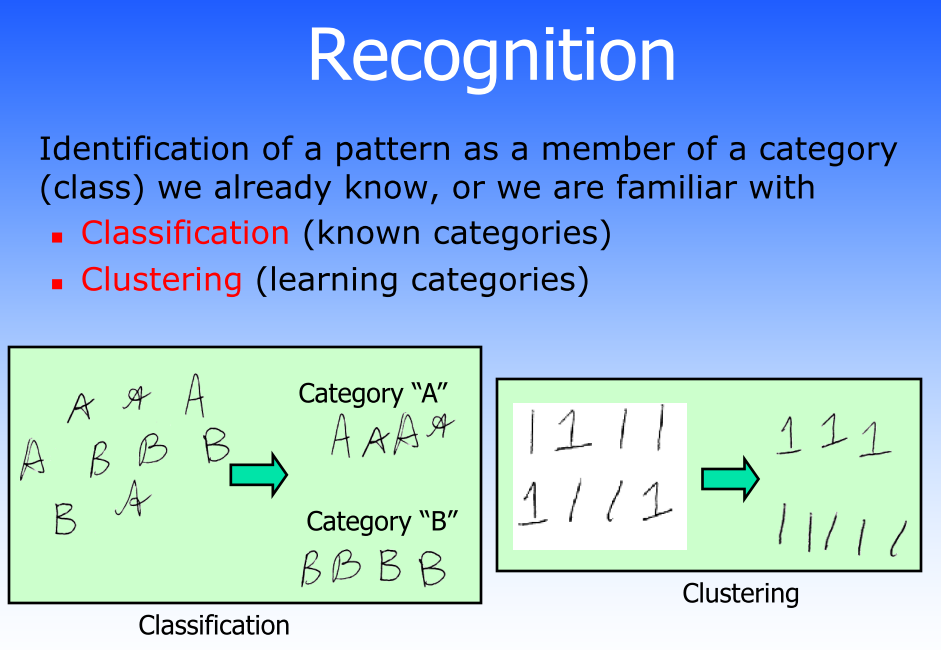 Recognition
Identification of a pattern as a member of a category
(class) we already know, or we are familiar with
Classification (known categories)
Clustering (learning categories)
A A A
A B B B
B A
Category “A”
A A A A
Category “B”
B B B B
Classification
1 1 1 1
1 1 1 1
1 1 1
1 1 1 1 1
Clustering